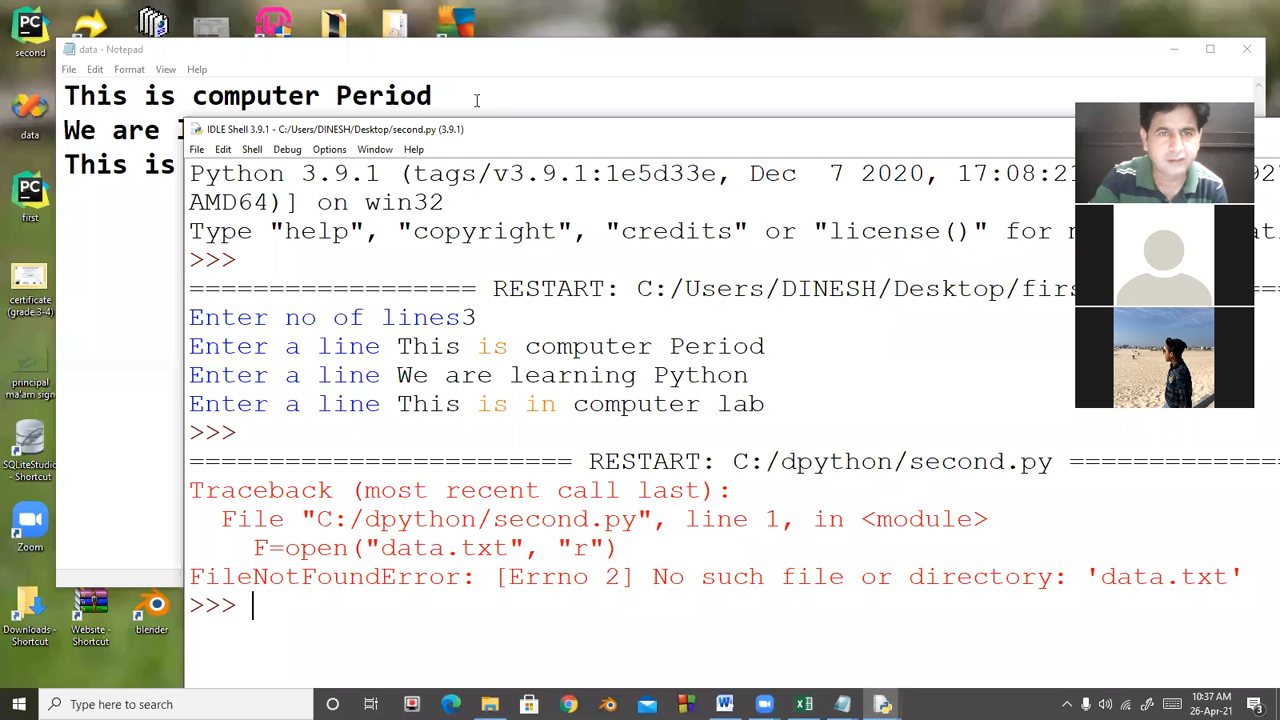 second
data - Notepad
File Edit Format View Help
This is computer Period
We are
This is
data
first
certificate
(grade 3-4)
principal
ma'am sign
SQLiteStudio
- Shortcut
Zoom
Downloads -
Shortcut
Website -
Shortcut
blender
IDLE Shell 3.9.1 - C:/Users/DINESH/Desktop/second.py (3.9.1)
File Edit Shell Debug Options Window Help
Python 3.9.1 (tags/v3.9.1:1e5d33e, Dec 7 2020, 17:08:21
AMD64)] on win32
Type "help", "copyright", "credits" or "license()" for
>>>
================== RESTART: C:/Users/DINESH/Desktop/firs
Enter no of lines3
Enter a line This is computer Period
Enter a line We are learning Python
Enter a line This is in computer lab
>>>
======================== RESTART: C:/dpython/second.py =============
Traceback (most recent call last):
File "C:/dpython/second.py", line 1, in <module>
F=open("data.txt", "r")
FileNotFoundError: [Errno 2] No such file or directory: 'data.txt'
>>>
Type here to search
10:37 AM
26-Apr-21